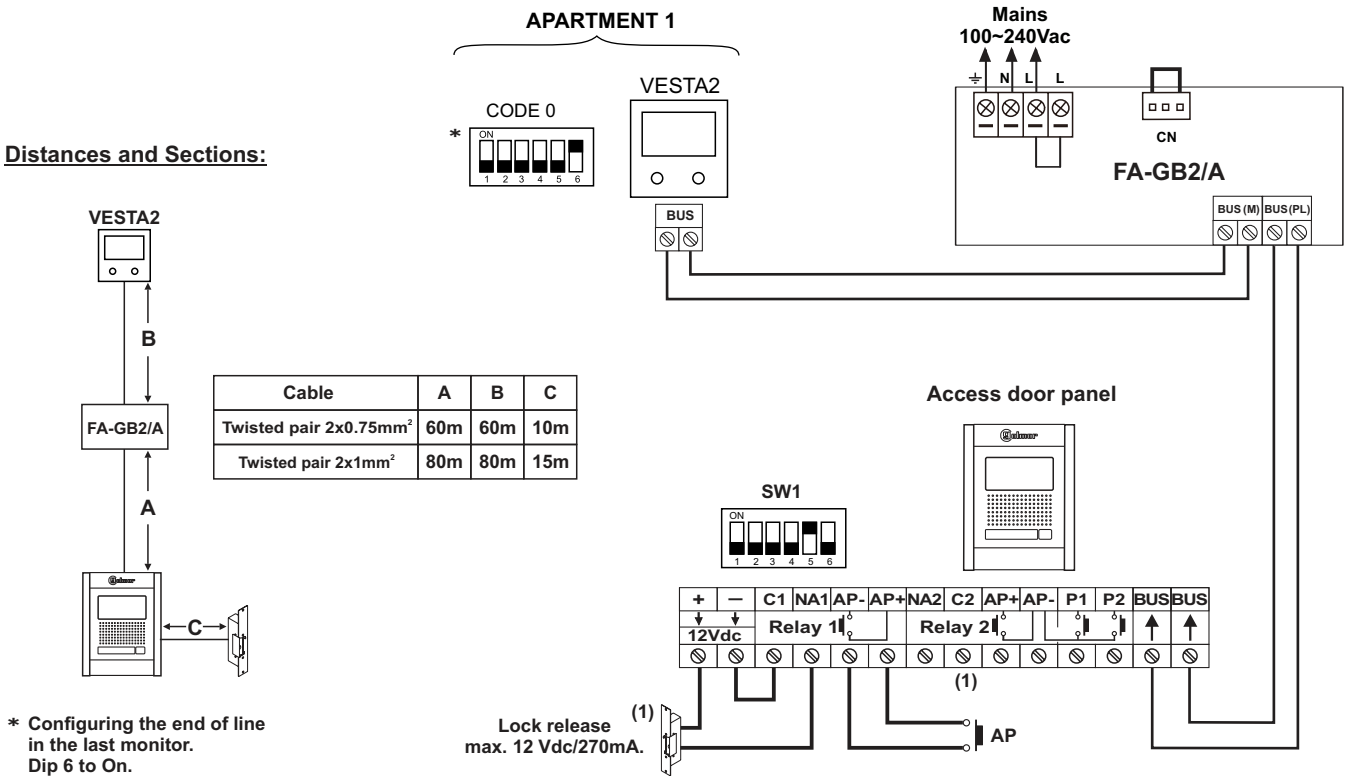 APARTMENT 1
VESTA2
CODE 0
*
ON
1 2 3 4 5 6
BUS
Mains
100~240Vac
N L L
CN
FA-GB2/A
BUS (M) BUS (PL)
Distances and Sections:
VESTA2
B
FA-GB2/A
A
Golmar
C
Cable A B C
Twisted pair 2x0.75mm² 60m 60m 10m
Twisted pair 2x1mm² 80m 80m 15m
* Configuring the end of line
in the last monitor.
Dip 6 to On.
Access door panel
Golmar
SW1
ON
1 2 3 4 5 6
+ – C1 NA1 AP- AP+ NA2 C2 AP+ AP- P1 P2 BUS BUS
12Vdc Relay 1 Relay 2
(1)
(1)
Lock release
max. 12 Vdc/270mA.
AP